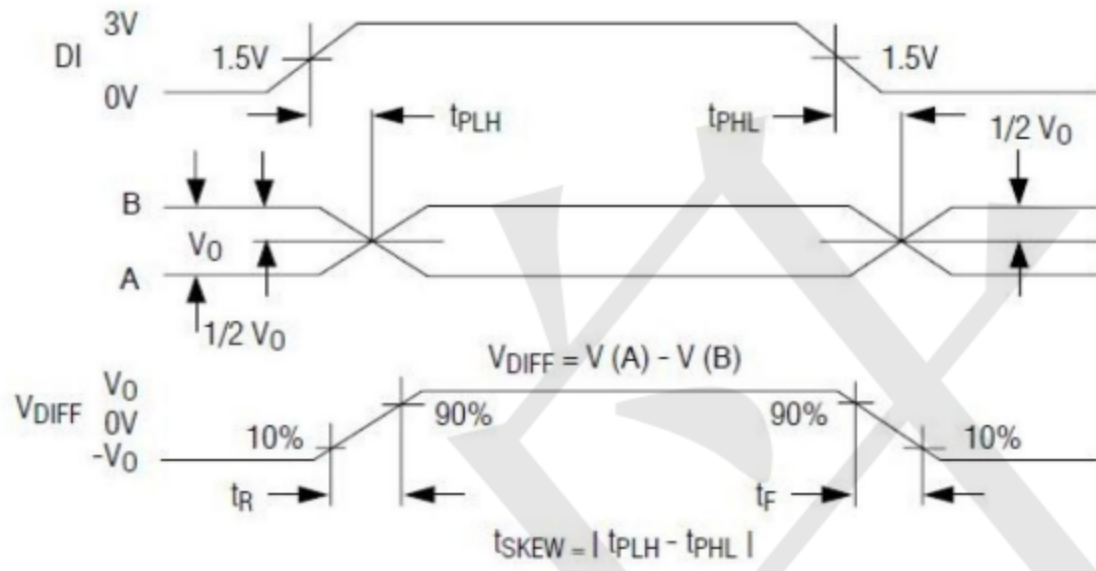 3V
DI
1.5V
1.5V
0V
tPLH
tPHL
1/2 VO
B
VO
A
1/2 VO
VDIFF = V (A) - V (B)
VO
VDIFF
0V
90%
90%
10%
10%
-VO
tR
tF
tSKEW = | tPLH - tPHL |